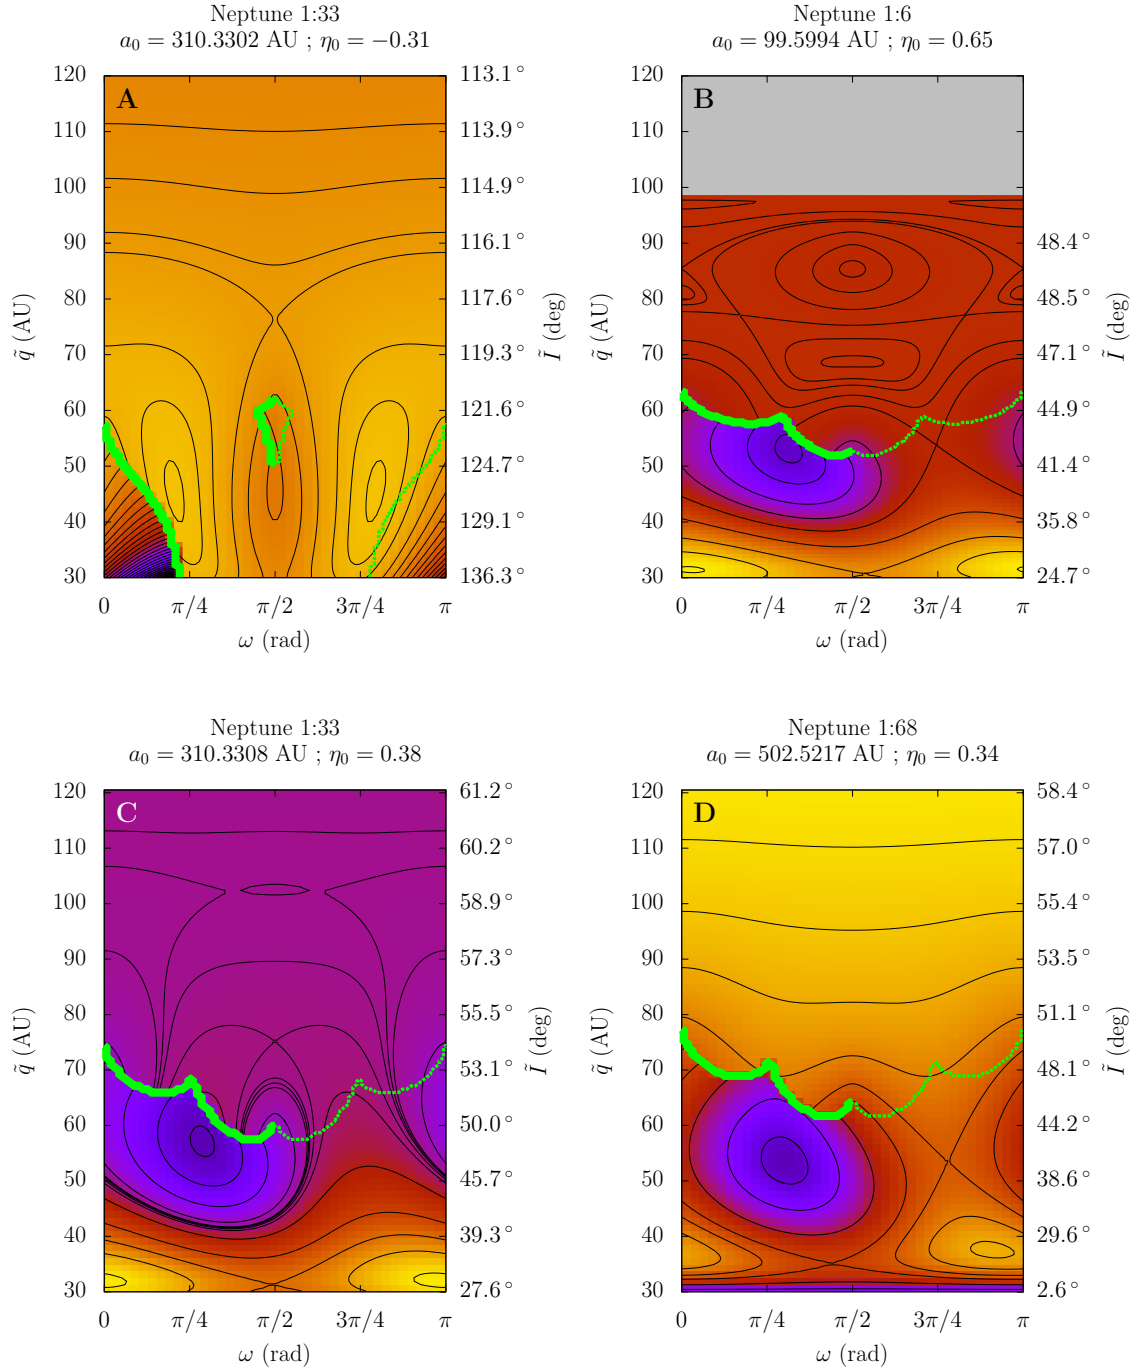 Neptune 1:33
a₀ = 310.3302 AU ; η₀ = −0.31
A
120
110
100
90
80
70
60
50
40
30
q̃ (AU)
113.1°
113.9°
114.9°
116.1°
117.6°
119.3°
121.6°
124.7°
129.1°
136.3°
Ĩ (deg)
0 π/4 π/2 3π/4 π
ω (rad)
Neptune 1:6
a₀ = 99.5994 AU ; η₀ = 0.65
B
120
110
100
90
80
70
60
50
40
30
q̃ (AU)
48.4°
48.5°
47.1°
44.9°
41.4°
35.8°
24.7°
Ĩ (deg)
0 π/4 π/2 3π/4 π
ω (rad)
Neptune 1:33
a₀ = 310.3308 AU ; η₀ = 0.38
C
120
110
100
90
80
70
60
50
40
30
q̃ (AU)
61.2°
60.2°
58.9°
57.3°
55.5°
53.1°
50.0°
45.7°
39.3°
27.6°
Ĩ (deg)
0 π/4 π/2 3π/4 π
ω (rad)
Neptune 1:68
a₀ = 502.5217 AU ; η₀ = 0.34
D
120
110
100
90
80
70
60
50
40
30
q̃ (AU)
58.4°
57.0°
55.4°
53.5°
51.1°
48.1°
44.2°
38.6°
29.6°
2.6°
Ĩ (deg)
0 π/4 π/2 3π/4 π
ω (rad)